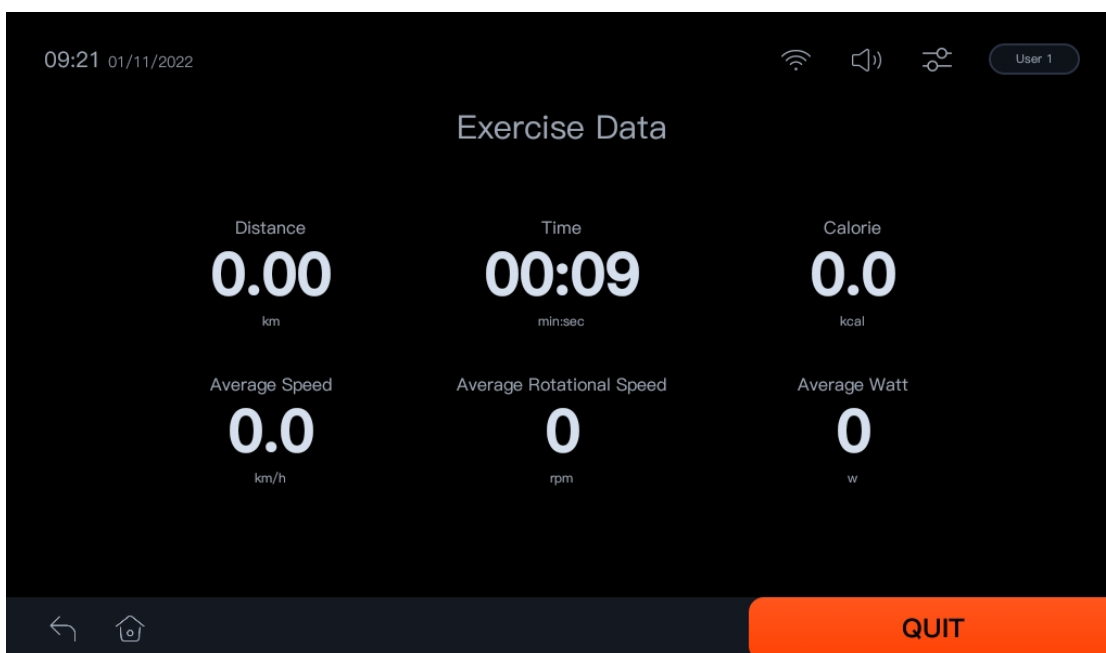 09:21 01/11/2022
User 1
Exercise Data
Distance
Time
Calorie
0.00
00:09
0.0
km
min:sec
kcal
Average Speed
Average Rotational Speed
Average Watt
0.0
0
0
km/h
rpm
w
QUIT